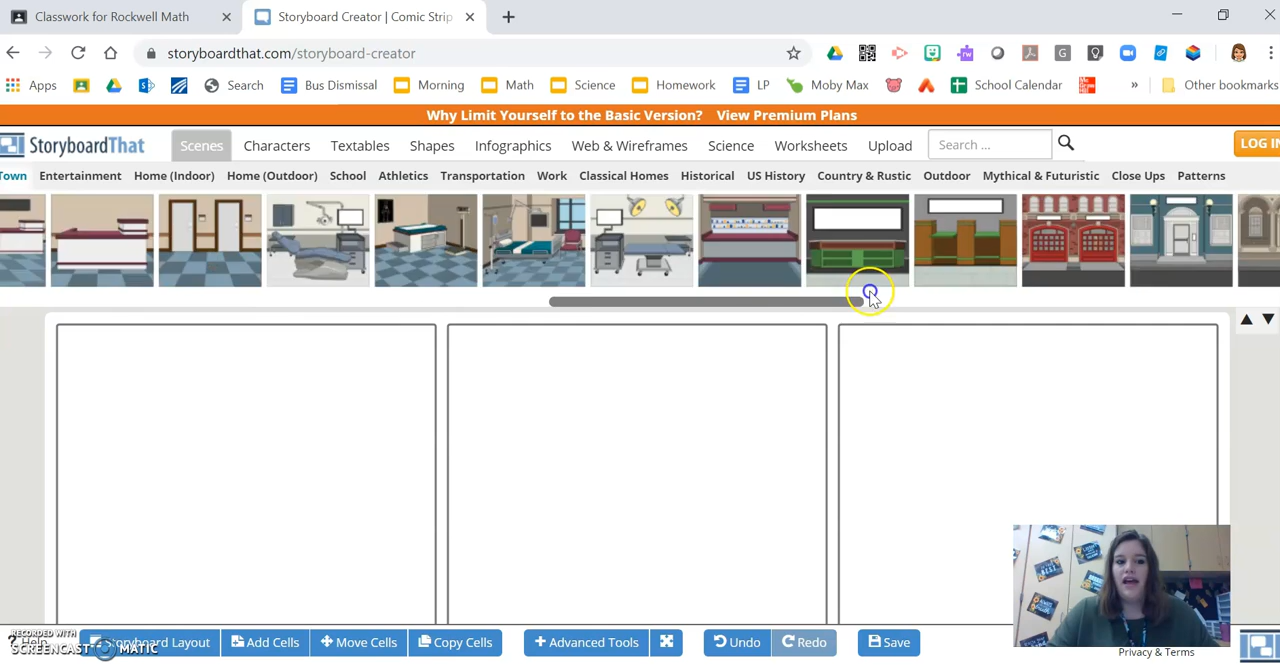 Classwork for Rockwell Math
Storyboard Creator | Comic Strip
storyboardthat.com/storyboard-creator
Apps Search Bus Dismissal Morning Math Science Homework LP Moby Max School Calendar » Other bookmarks
Why Limit Yourself to the Basic Version? View Premium Plans
StoryboardThat Scenes Characters Textables Shapes Infographics Web & Wireframes Science Worksheets Upload Search ... LOG IN
Town Entertainment Home (Indoor) Home (Outdoor) School Athletics Transportation Work Classical Homes Historical US History Country & Rustic Outdoor Mythical & Futuristic Close Ups Patterns
? Help Storyboard Layout Add Cells Move Cells Copy Cells + Advanced Tools Undo Redo Save
RECORDED WITH
SCREENCAST MATIC
Privacy & Terms